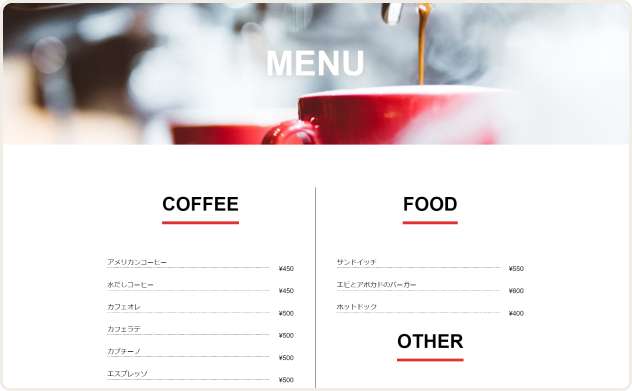 MENU
COFFEE
アメリカンコーヒー
¥450
水だしコーヒー
¥450
カフェオレ
¥500
カフェラテ
¥500
カプチーノ
¥500
エスプレッソ
¥500
FOOD
サンドイッチ
¥550
エビとアボカドのバーガー
¥600
ホットドック
¥400
OTHER